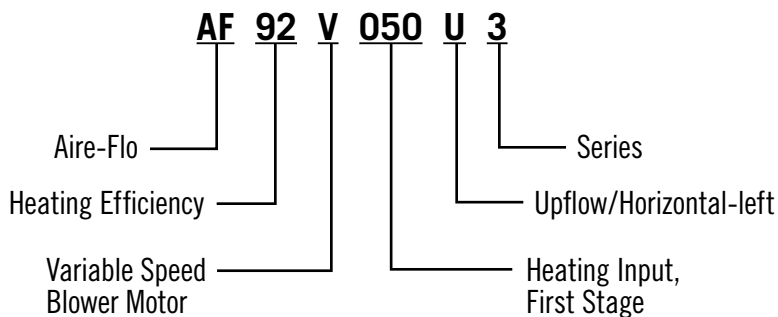 AF 92 V 050 U 3
Aire-Flo
Series
Heating Efficiency
Upflow/Horizontal-left
Variable Speed
Blower Motor
Heating Input,
First Stage